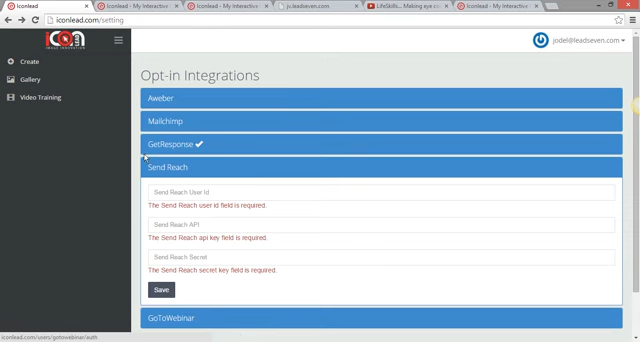 Iconlead
Iconlead - My Interactive
Iconlead - My Interactive
jv.leadseven.com
LifeSkills... Making eye co
Iconlead - My Interactive
iconlead.com/setting
ICON LEAD
IMAGE INNOVATION
jodel@leadseven.com
Create
Gallery
Video Training
Opt-in Integrations
Aweber
Mailchimp
GetResponse
Send Reach
Send Reach User Id
The Send Reach user id field is required.
Send Reach API
The Send Reach api key field is required.
Send Reach Secret
The Send Reach secret key field is required.
Save
GoToWebinar
iconlead.com/users/gotowebinar/auth